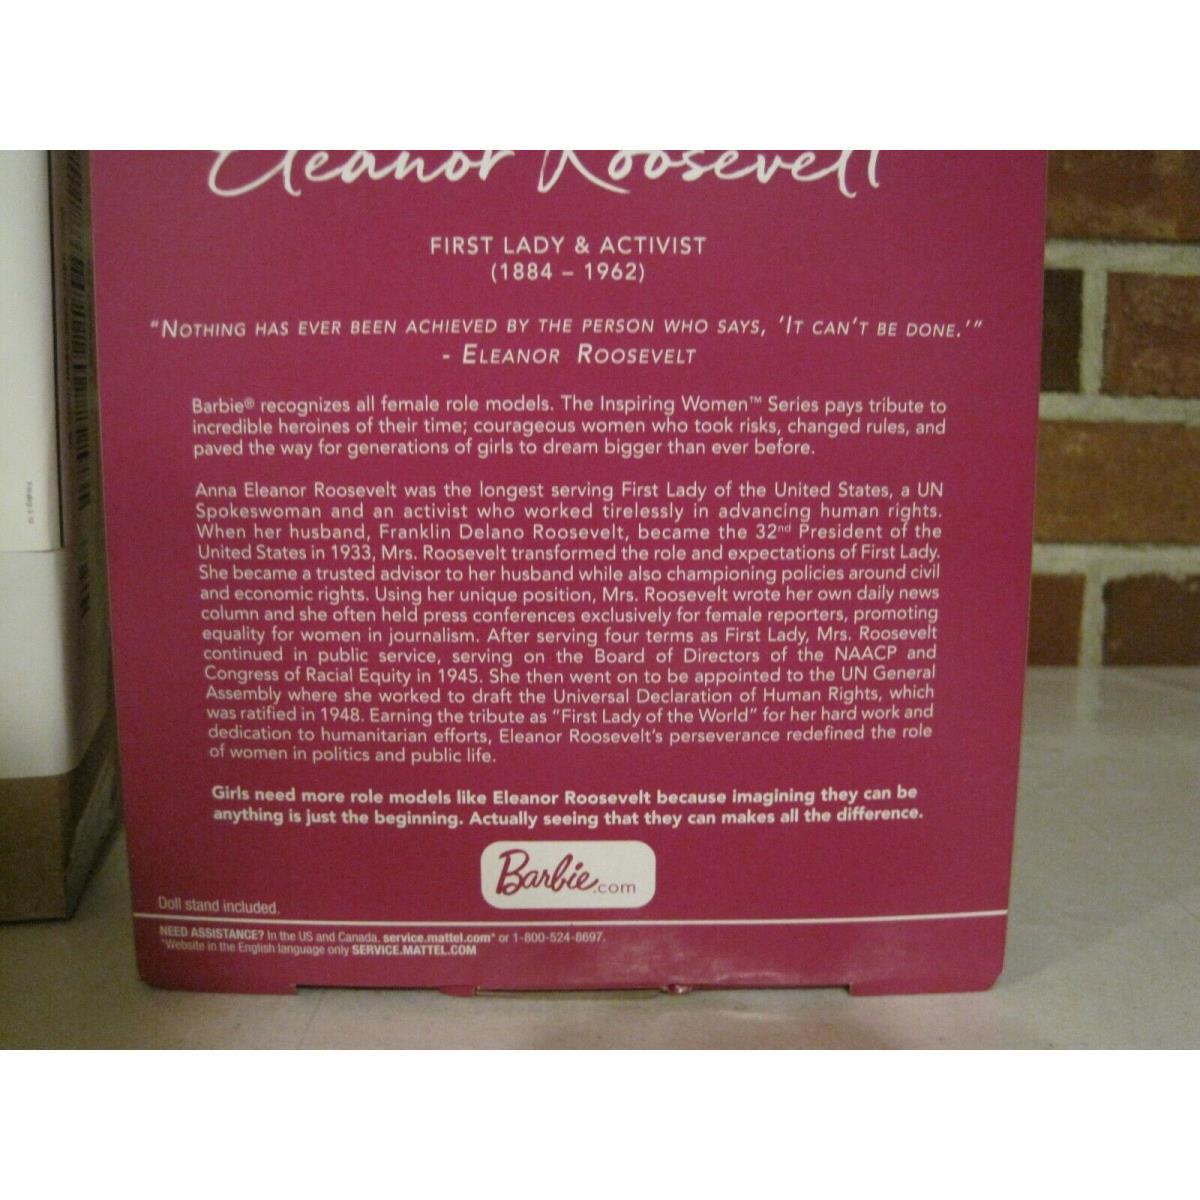 Eleanor Roosevelt
FIRST LADY & ACTIVIST
(1884 – 1962)
"NOTHING HAS EVER BEEN ACHIEVED BY THE PERSON WHO SAYS, 'IT CAN'T BE DONE.'"
- ELEANOR ROOSEVELT
Barbie® recognizes all female role models. The Inspiring Women™ Series pays tribute to
incredible heroines of their time; courageous women who took risks, changed rules, and
paved the way for generations of girls to dream bigger than ever before.
Anna Eleanor Roosevelt was the longest serving First Lady of the United States, a UN
Spokeswoman and an activist who worked tirelessly in advancing human rights.
When her husband, Franklin Delano Roosevelt, became the 32nd President of the
United States in 1933, Mrs. Roosevelt transformed the role and expectations of First Lady.
She became a trusted advisor to her husband while also championing policies around civil
and economic rights. Using her unique position, Mrs. Roosevelt wrote her own daily news
column and she often held press conferences exclusively for female reporters, promoting
equality for women in journalism. After serving four terms as First Lady, Mrs. Roosevelt
continued in public service, serving on the Board of Directors of the NAACP and
Congress of Racial Equity in 1945. She then went on to be appointed to the UN General
Assembly where she worked to draft the Universal Declaration of Human Rights, which
was ratified in 1948. Earning the tribute as "First Lady of the World" for her hard work and
dedication to humanitarian efforts, Eleanor Roosevelt's perseverance redefined the role
of women in politics and public life.
Girls need more role models like Eleanor Roosevelt because imagining they can be
anything is just the beginning. Actually seeing that they can makes all the difference.
Barbie.com
Doll stand included.
NEED ASSISTANCE? In the US and Canada, service.mattel.com* or 1-800-524-8697.
*Website in the English language only SERVICE.MATTEL.COM